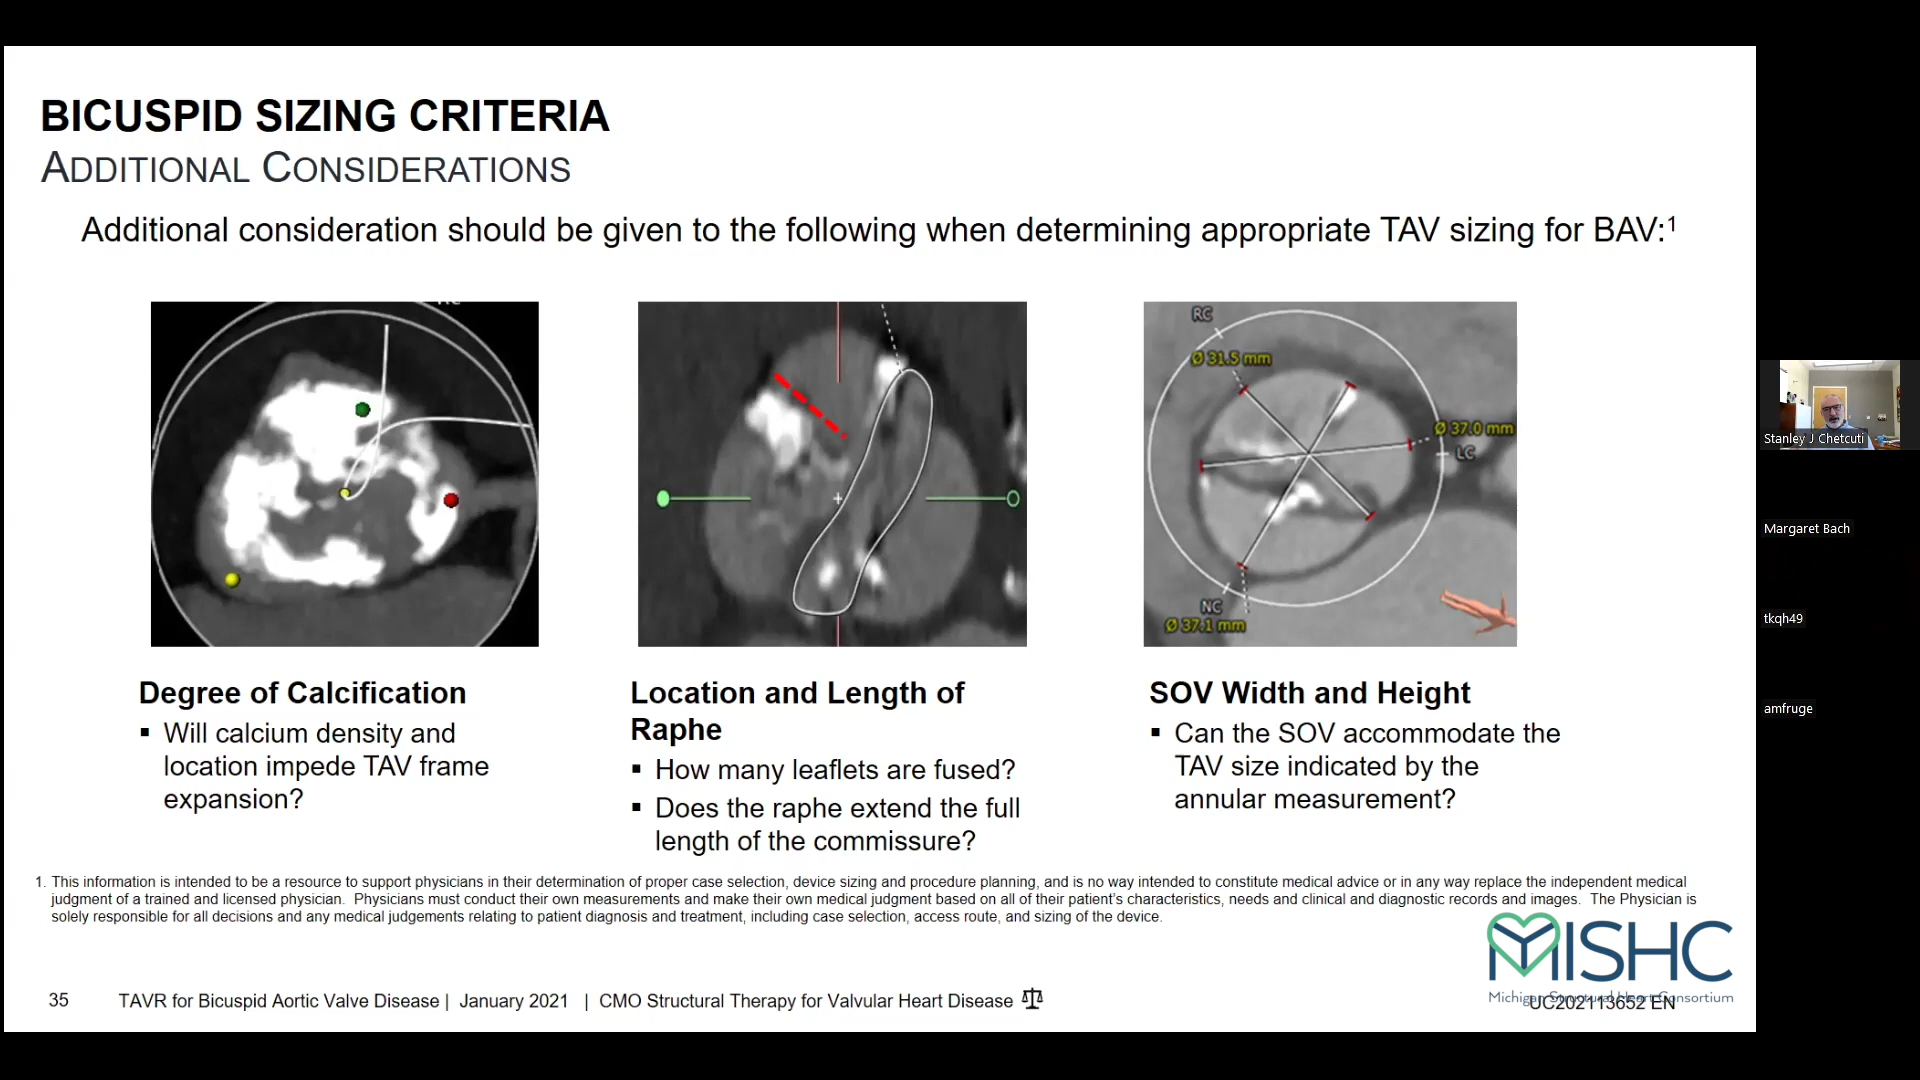 BICUSPID SIZING CRITERIA
ADDITIONAL CONSIDERATIONS
Additional consideration should be given to the following when determining appropriate TAV sizing for BAV:1
RC
Ø 31.5 mm
Ø 37.0 mm
LC
NC
Ø 37.1 mm
Degree of Calcification
▪ Will calcium density and
location impede TAV frame
expansion?
Location and Length of
Raphe
▪ How many leaflets are fused?
▪ Does the raphe extend the full
length of the commissure?
SOV Width and Height
▪ Can the SOV accommodate the
TAV size indicated by the
annular measurement?
1. This information is intended to be a resource to support physicians in their determination of proper case selection, device sizing and procedure planning, and is no way intended to constitute medical advice or in any way replace the independent medical
judgment of a trained and licensed physician. Physicians must conduct their own measurements and make their own medical judgment based on all of their patient's characteristics, needs and clinical and diagnostic records and images. The Physician is
solely responsible for all decisions and any medical judgements relating to patient diagnosis and treatment, including case selection, access route, and sizing of the device.
MISHC
Michigan Structural Heart Consortium
35 TAVR for Bicuspid Aortic Valve Disease | January 2021 | CMO Structural Therapy for Valvular Heart Disease
UC202113652 EN
Stanley J Chetcuti
Margaret Bach
tkqh49
amfruge